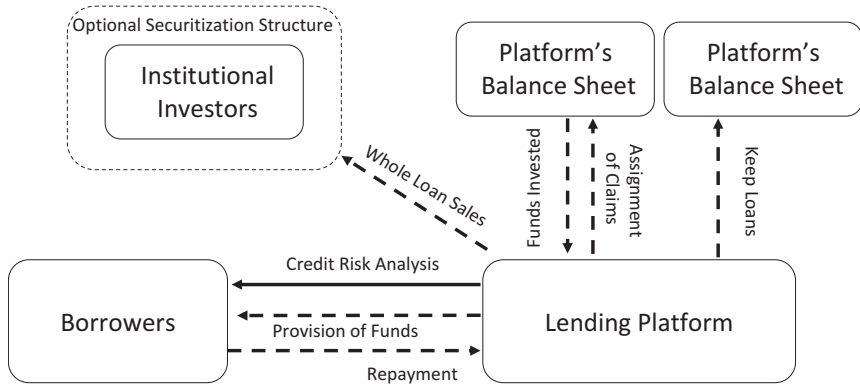 Optional Securitization Structure
Institutional
Investors
Platform's
Balance Sheet
Platform's
Balance Sheet
Whole Loan Sales
Funds Invested
Assignment
of Claims
Keep Loans
Credit Risk Analysis
Borrowers
Provision of Funds
Lending Platform
Repayment